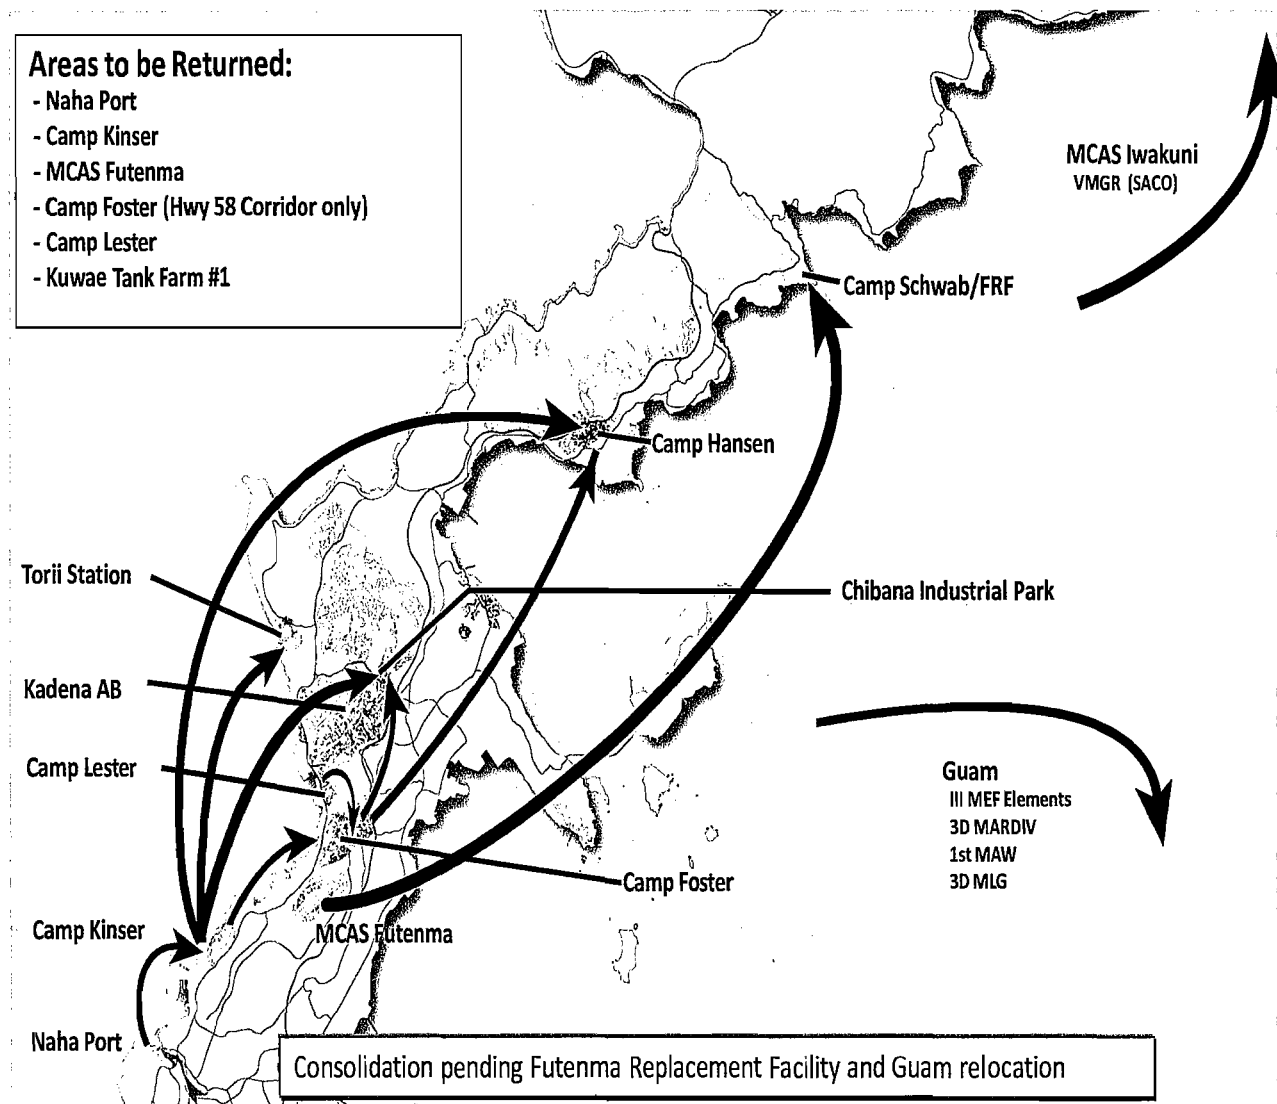 Areas to be Returned:
- Naha Port
- Camp Kinser
- MCAS Futenma
- Camp Foster (Hwy 58 Corridor only)
- Camp Lester
- Kuwae Tank Farm #1
MCAS Iwakuni
VMGR (SACO)
Camp Schwab/FRF
Camp Hansen
Torii Station
Chibana Industrial Park
Kadena AB
Camp Lester
Guam
III MEF Elements
3D MARDIV
1st MAW
3D MLG
Camp Foster
Camp Kinser
MCAS Futenma
Naha Port
Consolidation pending Futenma Replacement Facility and Guam relocation